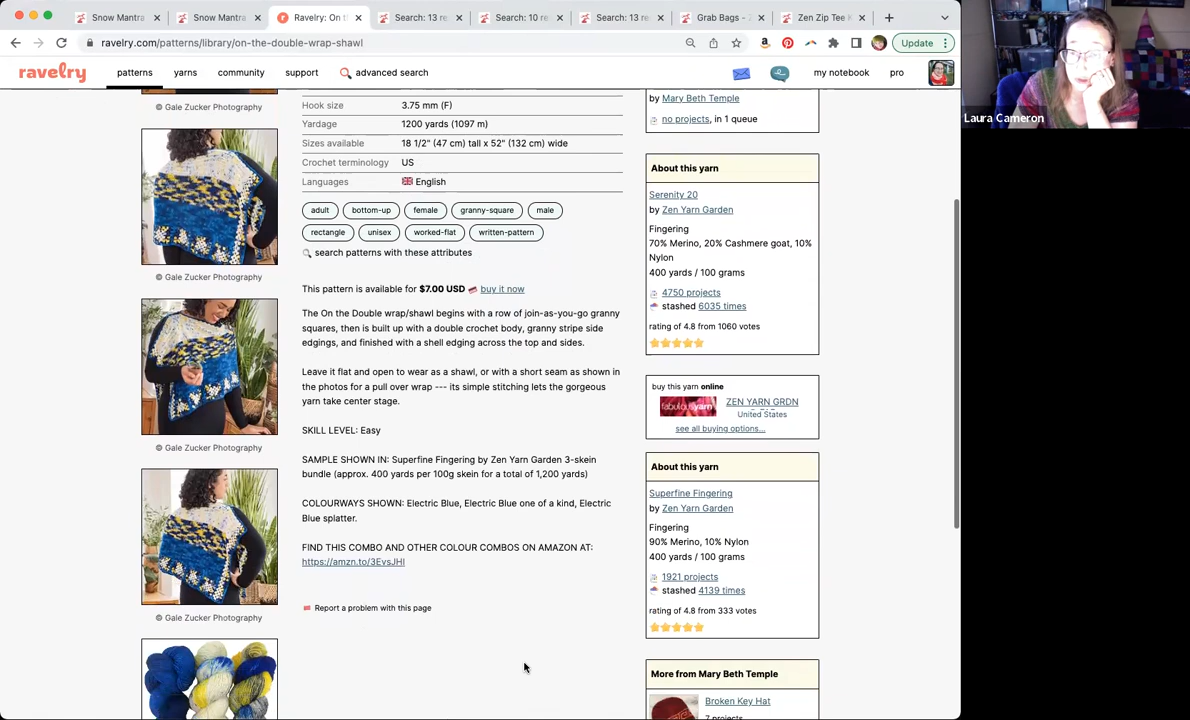 Snow Mantra
Snow Mantra
Ravelry: On t
Search: 13 re
Search: 10 re
Search: 13 re
Grab Bags -
Zen Zip Tee K
ravelry.com/patterns/library/on-the-double-wrap-shawl
Update
ravelry
patterns
yarns
community
support
advanced search
my notebook
pro
Laura Cameron
© Gale Zucker Photography
© Gale Zucker Photography
© Gale Zucker Photography
© Gale Zucker Photography
Hook size 3.75 mm (F)
Yardage 1200 yards (1097 m)
Sizes available 18 1/2" (47 cm) tall x 52" (132 cm) wide
Crochet terminology US
Languages English
adult bottom-up female granny-square male
rectangle unisex worked-flat written-pattern
search patterns with these attributes
This pattern is available for $7.00 USD buy it now
The On the Double wrap/shawl begins with a row of join-as-you-go granny
squares, then is built up with a double crochet body, granny stripe side
edgings, and finished with a shell edging across the top and sides.
Leave it flat and open to wear as a shawl, or with a short seam as shown in
the photos for a pull over wrap --- its simple stitching lets the gorgeous
yarn take center stage.
SKILL LEVEL: Easy
SAMPLE SHOWN IN: Superfine Fingering by Zen Yarn Garden 3-skein
bundle (approx. 400 yards per 100g skein for a total of 1,200 yards)
COLOURWAYS SHOWN: Electric Blue, Electric Blue one of a kind, Electric
Blue splatter.
FIND THIS COMBO AND OTHER COLOUR COMBOS ON AMAZON AT:
https://amzn.to/3EvsJHl
Report a problem with this page
by Mary Beth Temple
no projects, in 1 queue
About this yarn
Serenity 20
by Zen Yarn Garden
Fingering
70% Merino, 20% Cashmere goat, 10%
Nylon
400 yards / 100 grams
4750 projects
stashed 6035 times
rating of 4.8 from 1060 votes
buy this yarn online
fabulousyarn
ZEN YARN GRDN
United States
see all buying options...
About this yarn
Superfine Fingering
by Zen Yarn Garden
Fingering
90% Merino, 10% Nylon
400 yards / 100 grams
1921 projects
stashed 4139 times
rating of 4.8 from 333 votes
More from Mary Beth Temple
Broken Key Hat
7 projects